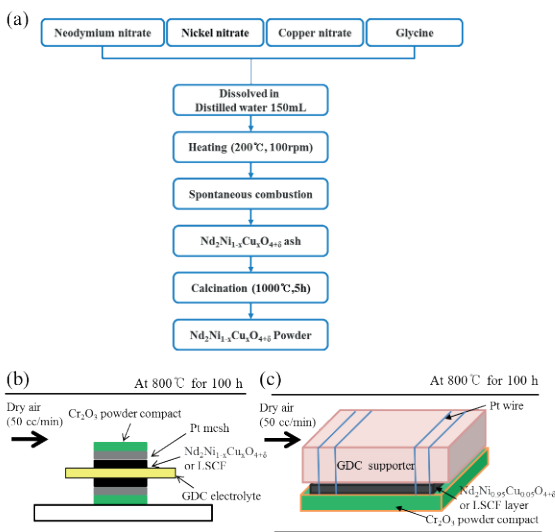 (a)
Neodymium nitrate
Nickel nitrate
Copper nitrate
Glycine
Dissolved in
Distilled water 150mL
Heating (200℃, 100rpm)
Spontaneous combustion
Nd₂Ni₁₋ₓCuₓO₄₊δ ash
Calcination (1000℃,5h)
Nd₂Ni₁₋ₓCuₓO₄₊δ Powder
(b)
At 800℃ for 100 h
Dry air
(50 cc/min)
Cr₂O₃ powder compact
Pt mesh
Nd₂Ni₁₋ₓCuₓO₄₊δ
or LSCF
GDC electrolyte
(c)
At 800℃ for 100 h
Dry air
(50 cc/min)
Pt wire
GDC supporter
Nd₂Ni₀.₉₅Cu₀.₀₅O₄₊δ
or LSCF layer
Cr₂O₃ powder compact